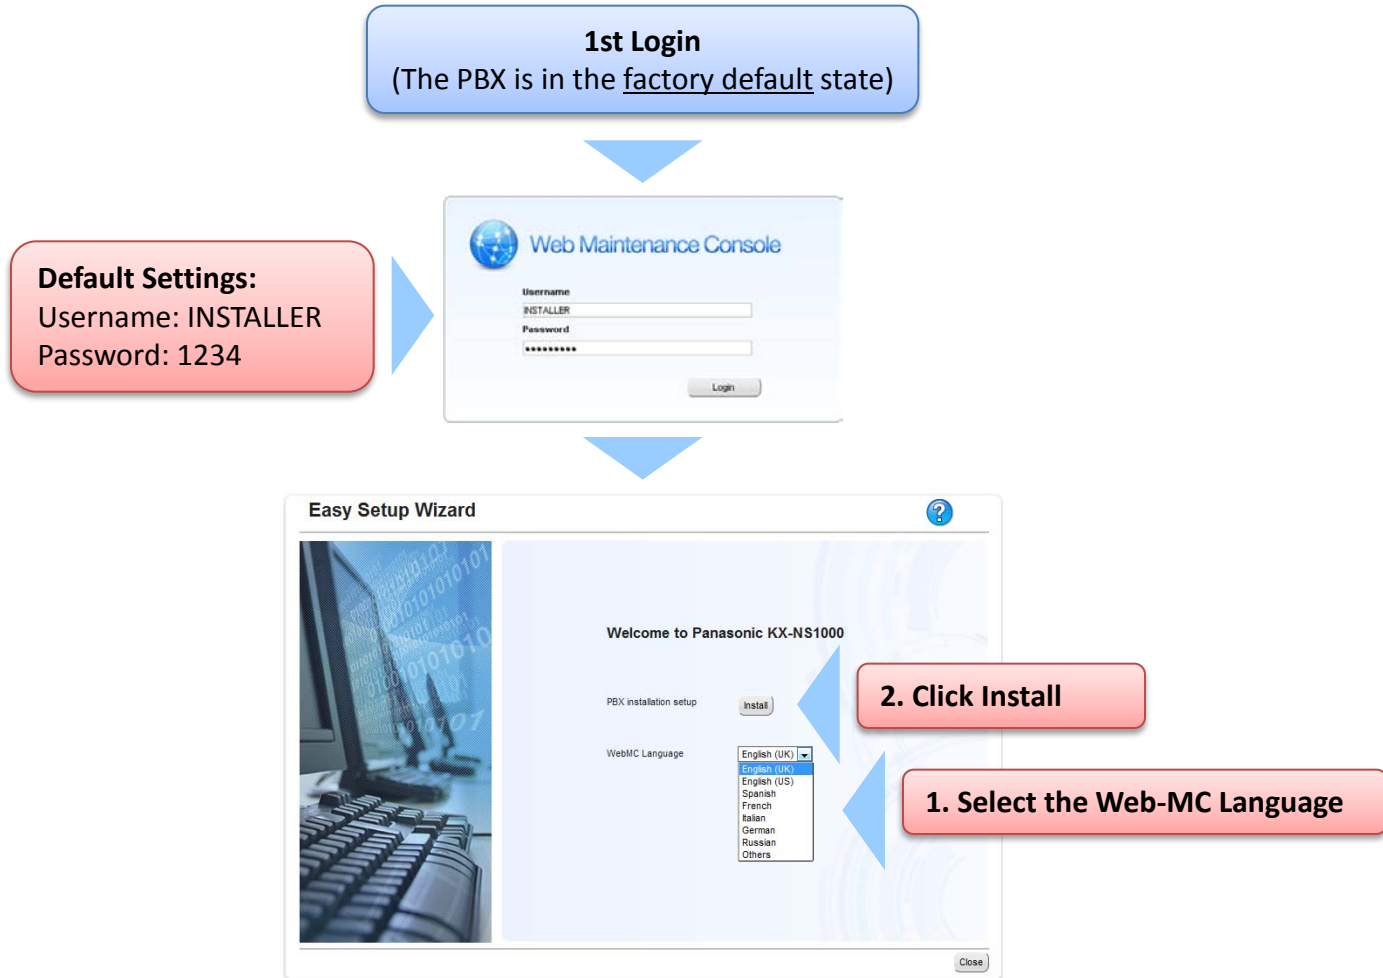 1st Login
(The PBX is in the factory default state)
Web Maintenance Console
Default Settings:
Username: INSTALLER
Password: 1234
Username
INSTALLER
Password
Login
Easy Setup Wizard
?
Welcome to Panasonic KX-NS1000
PBX installation setup
Install
2. Click Install
WebMC Language
English (UK)
English (UK)
English (US)
Spanish
French
Italian
German
Russian
Others
1. Select the Web-MC Language
Close